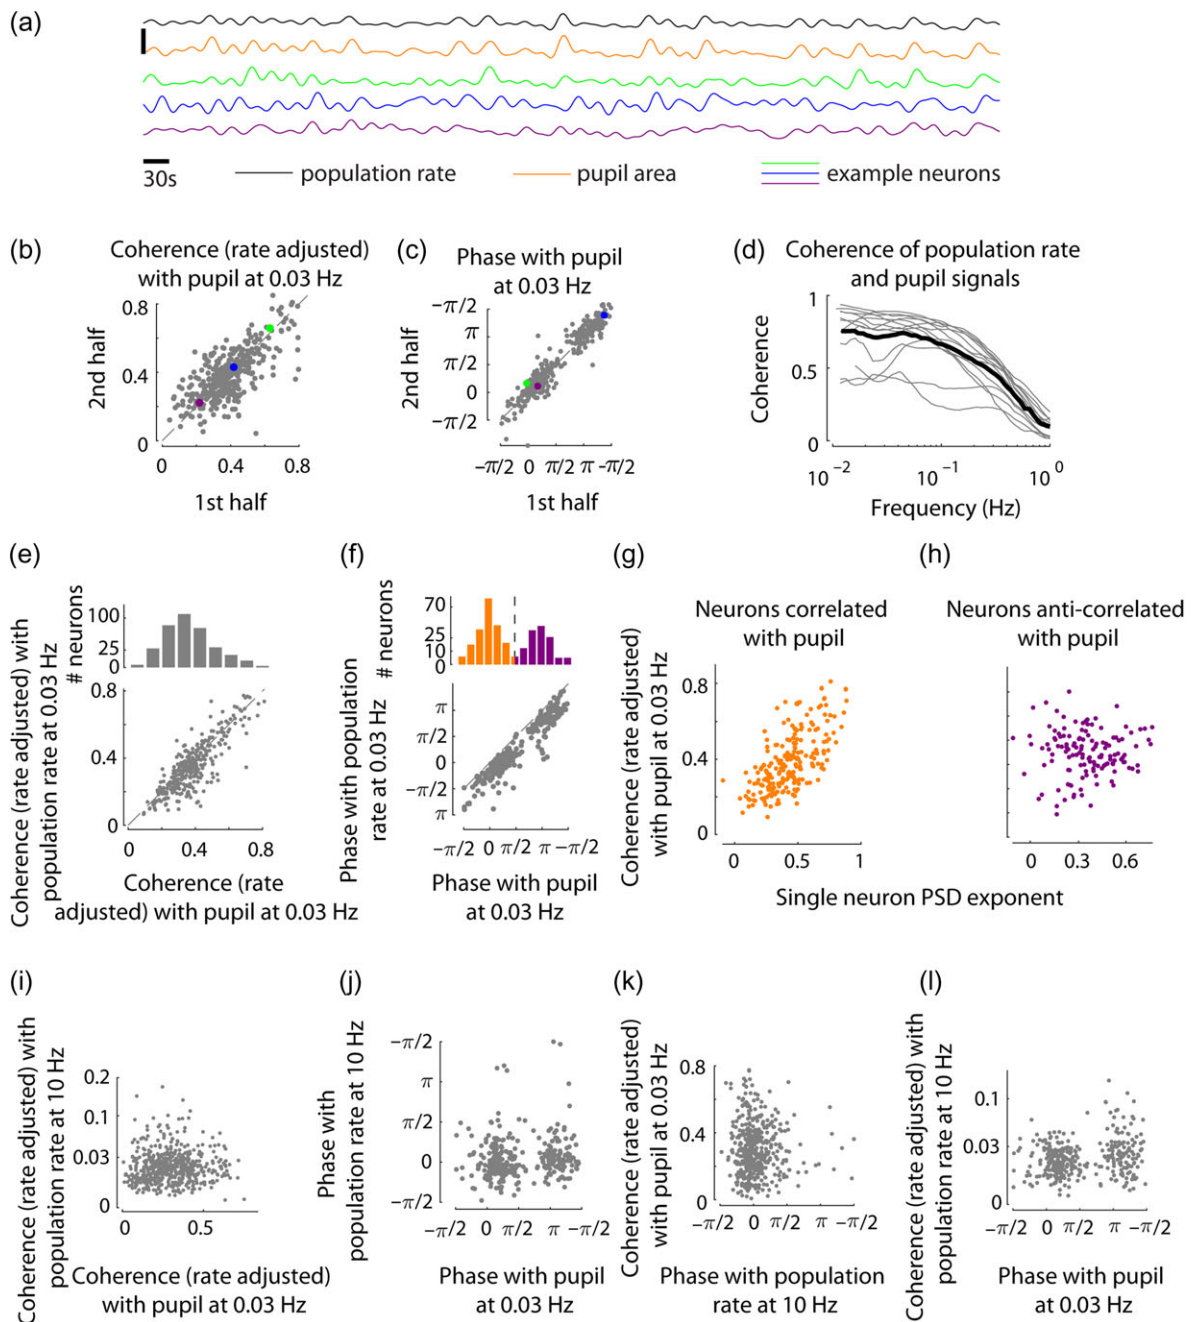 (a)
30s
population rate
pupil area
example neurons
(b)
Coherence (rate adjusted)
with pupil at 0.03 Hz
2nd half
0.8
0.4
0
0
0.4
0.8
1st half
(c)
Phase with pupil
at 0.03 Hz
2nd half
−π/2
π
π/2
0
−π/2
−π/2
0
π/2
π
−π/2
1st half
(d)
Coherence of population rate
and pupil signals
Coherence
1
0.5
0
10⁻²
10⁻¹
10⁰
Frequency (Hz)
(e)
# neurons
100
25
0
Coherence (rate adjusted) with
population rate at 0.03 Hz
0.8
0.4
0
0
0.4
0.8
Coherence (rate
adjusted) with pupil at 0.03 Hz
(f)
# neurons
70
25
10
0
Phase with population
rate at 0.03 Hz
π
π/2
0
−π/2
π
−π/2
0
π/2
π
−π/2
Phase with pupil
at 0.03 Hz
(g)
Neurons correlated
with pupil
Coherence (rate adjusted)
with pupil at 0.03 Hz
0.8
0.4
0
0
0.5
1
(h)
Neurons anti-correlated
with pupil
0
0.3
0.6
Single neuron PSD exponent
(i)
Coherence (rate adjusted) with
population rate at 10 Hz
0.2
0.1
0.03
0
0
0.5
Coherence (rate adjusted)
with pupil at 0.03 Hz
(j)
Phase with
population rate at 10 Hz
−π/2
π
π/2
0
−π/2
−π/2
0
π/2
π
−π/2
Phase with pupil
at 0.03 Hz
(k)
Coherence (rate adjusted)
with pupil at 0.03 Hz
0.8
0.4
0
−π/2
0
π/2
π
−π/2
Phase with population
rate at 10 Hz
(l)
Coherence (rate adjusted) with
population rate at 10 Hz
0.1
0.03
0
−π/2
0
π/2
π
−π/2
Phase with pupil
at 0.03 Hz